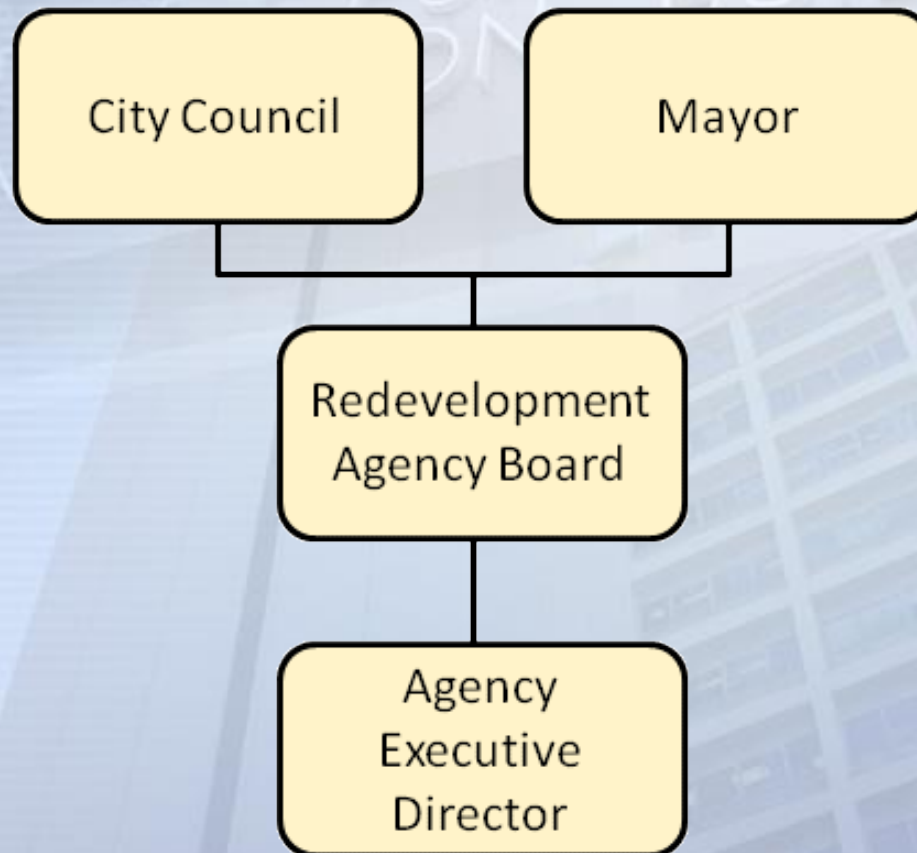 City Council
Mayor
Redevelopment
Agency Board
Agency
Executive
Director